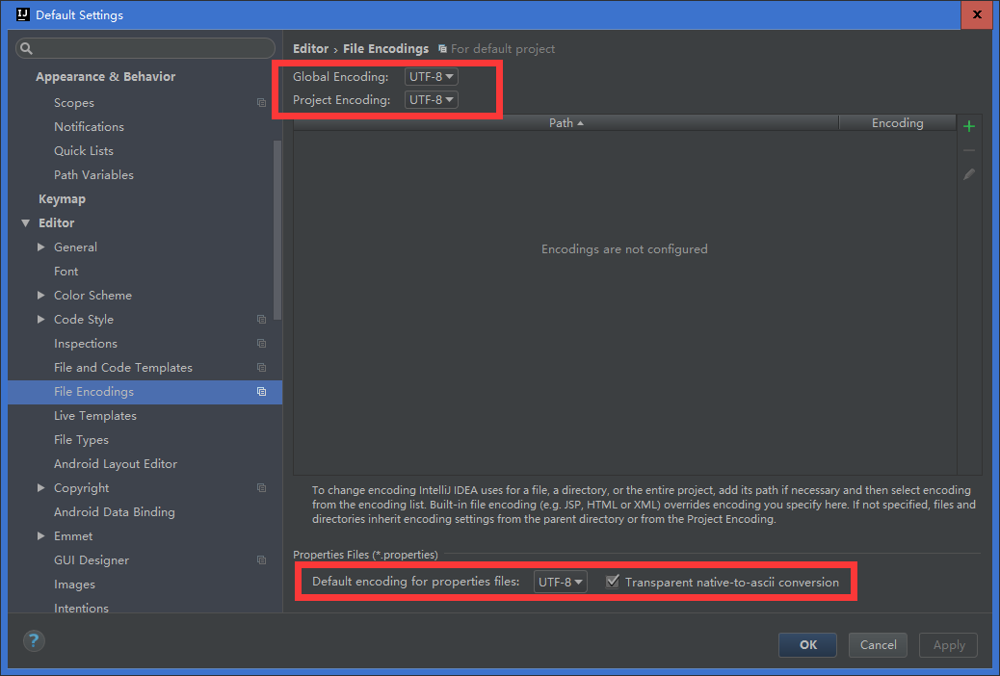 Default Settings
Editor › File Encodings For default project
Appearance & Behavior
Scopes
Notifications
Quick Lists
Path Variables
Keymap
Editor
General
Font
Color Scheme
Code Style
Inspections
File and Code Templates
File Encodings
Live Templates
File Types
Android Layout Editor
Copyright
Android Data Binding
Emmet
GUI Designer
Images
Intentions
Global Encoding: UTF-8
Project Encoding: UTF-8
Path Encoding
Encodings are not configured
To change encoding IntelliJ IDEA uses for a file, a directory, or the entire project, add its path if necessary and then select encoding
from the encoding list. Built-in file encoding (e.g. JSP, HTML or XML) overrides encoding you specify here. If not specified, files and
directories inherit encoding settings from the parent directory or from the Project Encoding.
Properties Files (*.properties)
Default encoding for properties files: UTF-8 Transparent native-to-ascii conversion
? OK Cancel Apply